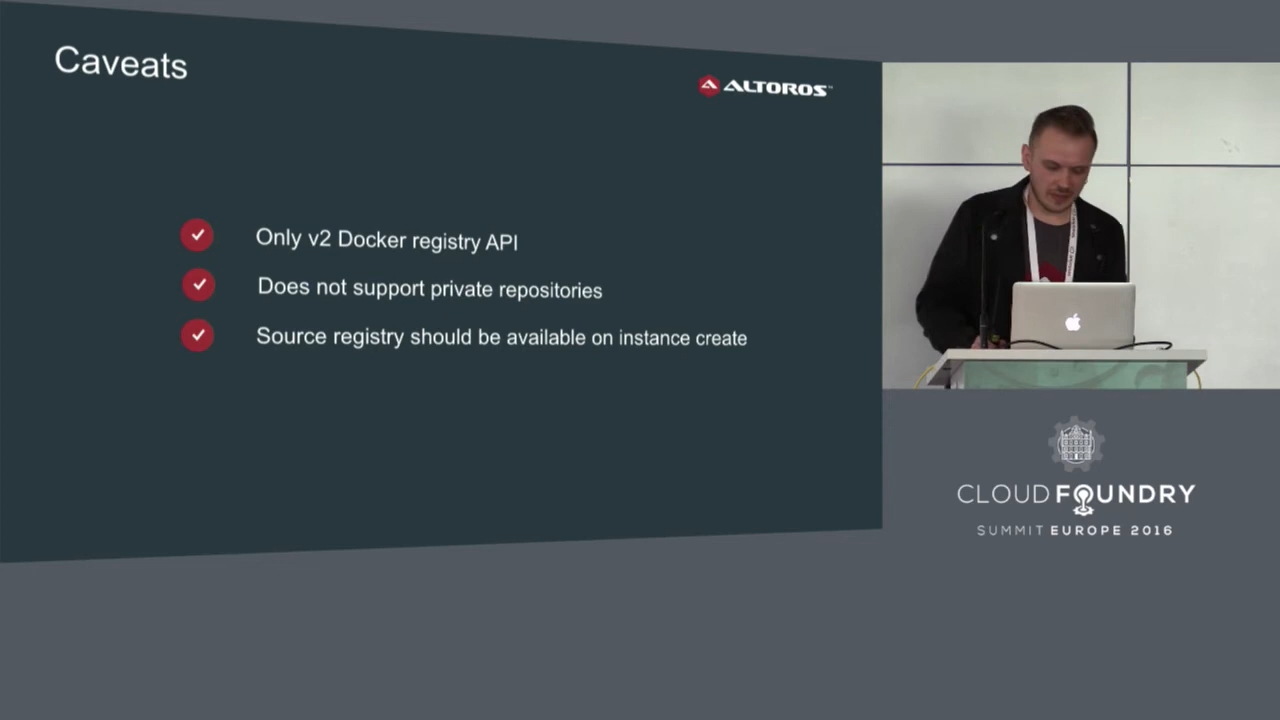 Caveats
ALTOROS™
Only v2 Docker registry API
Does not support private repositories
Source registry should be available on instance create
CLOUD FOUNDRY
SUMMIT EUROPE 2016